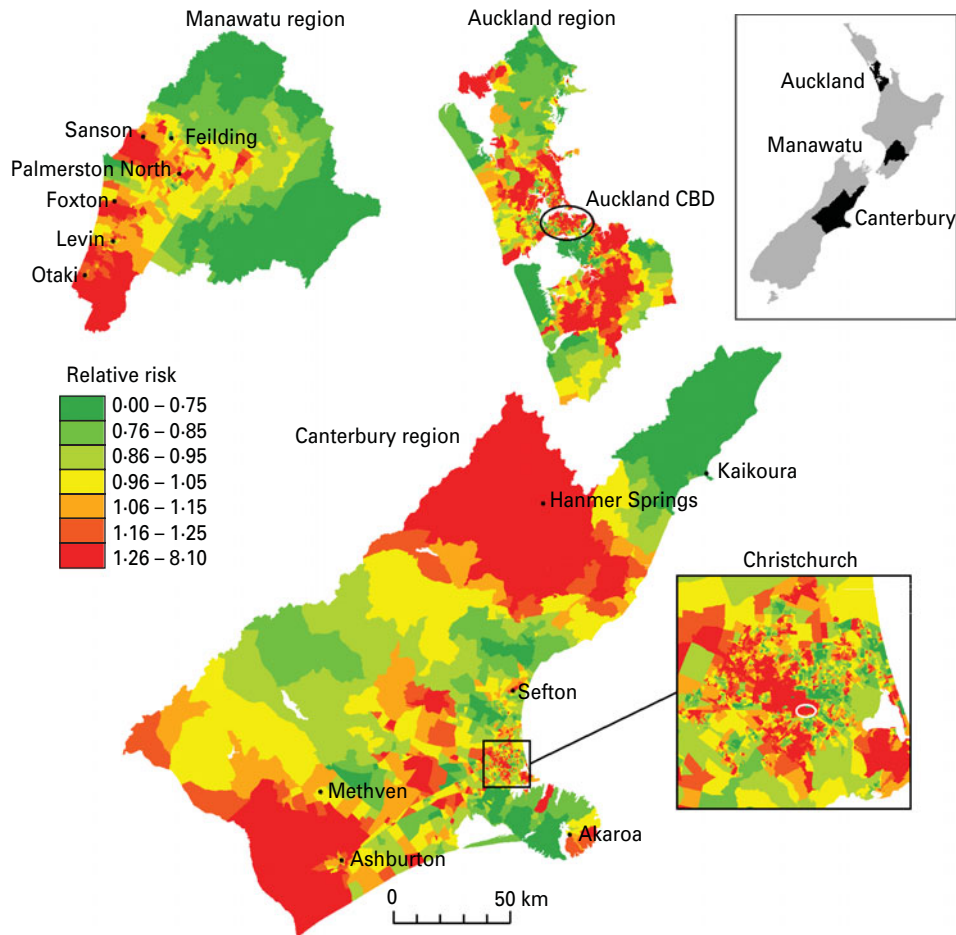 Manawatu region
Auckland region
Auckland
Manawatu
Canterbury
Sanson
Feilding
Palmerston North
Foxton
Levin
Otaki
Auckland CBD
Relative risk
0·00 – 0·75
0·76 – 0·85
0·86 – 0·95
0·96 – 1·05
1·06 – 1·15
1·16 – 1·25
1·26 – 8·10
Canterbury region
Kaikoura
Hanmer Springs
Christchurch
Sefton
Methven
Akaroa
Ashburton
0 50 km